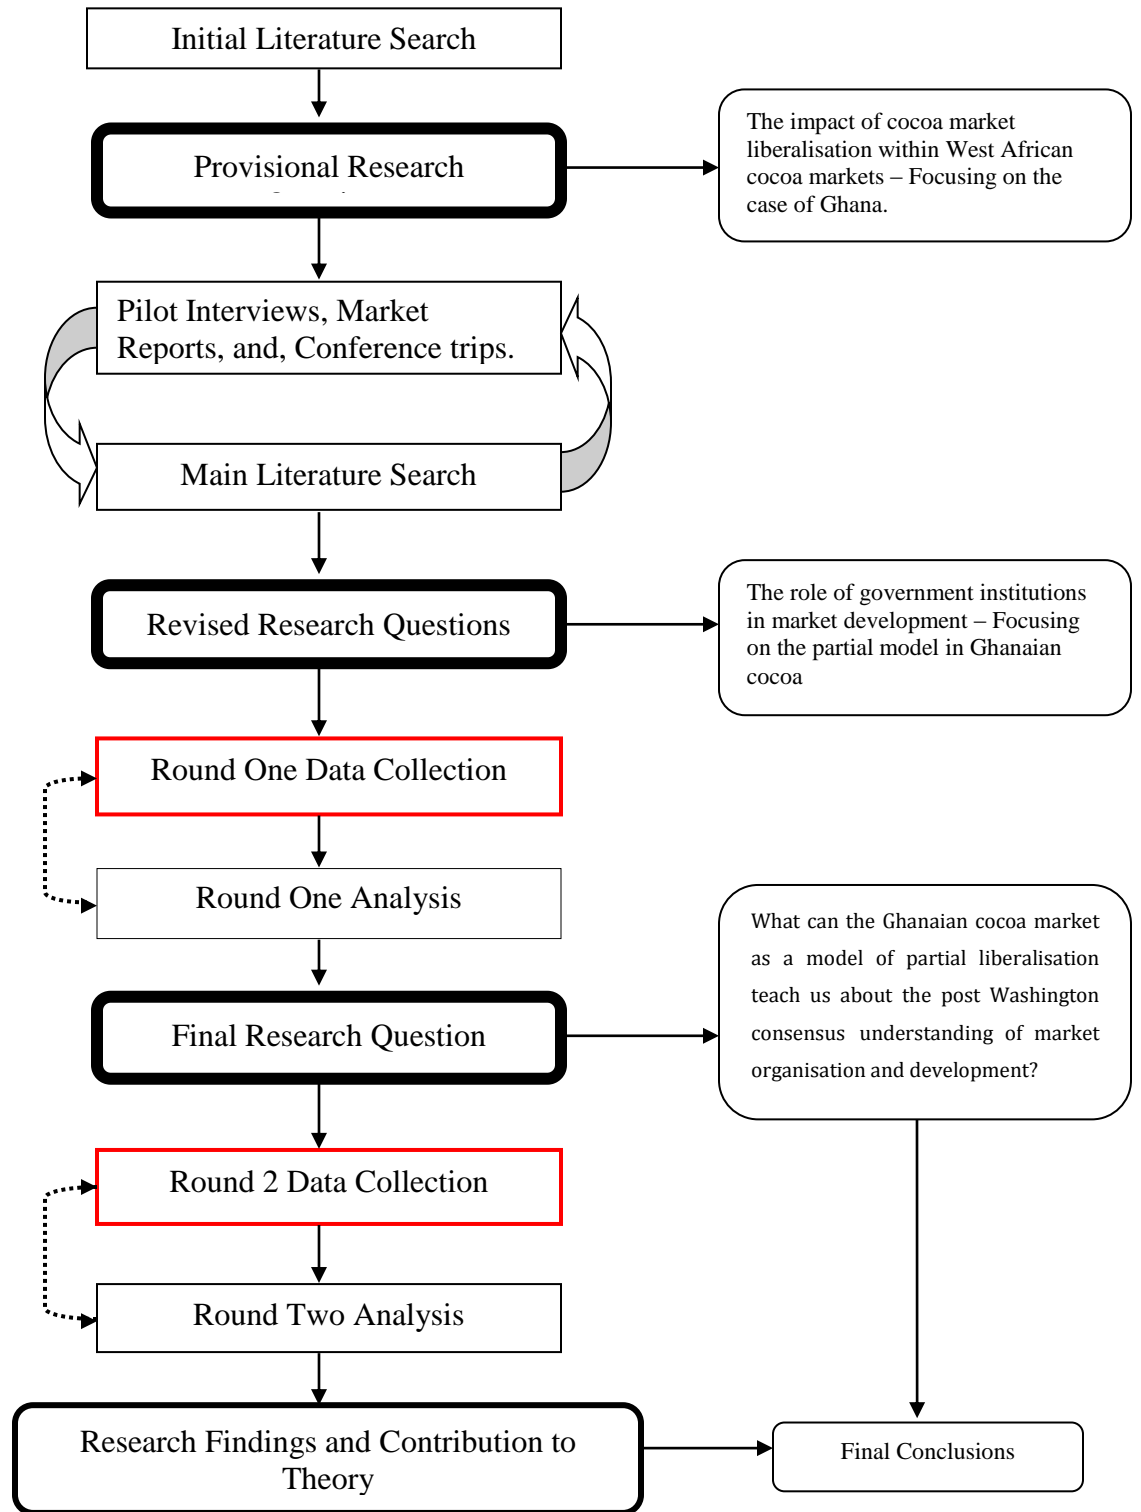 Initial Literature Search
Provisional Research
The impact of cocoa market
liberalisation within West African
cocoa markets – Focusing on the
case of Ghana.
Pilot Interviews, Market
Reports, and, Conference trips.
Main Literature Search
Revised Research Questions
The role of government institutions
in market development – Focusing
on the partial model in Ghanaian
cocoa
Round One Data Collection
Round One Analysis
What can the Ghanaian cocoa market
as a model of partial liberalisation
teach us about the post Washington
consensus understanding of market
organisation and development?
Final Research Question
Round 2 Data Collection
Round Two Analysis
Research Findings and Contribution to
Theory
Final Conclusions